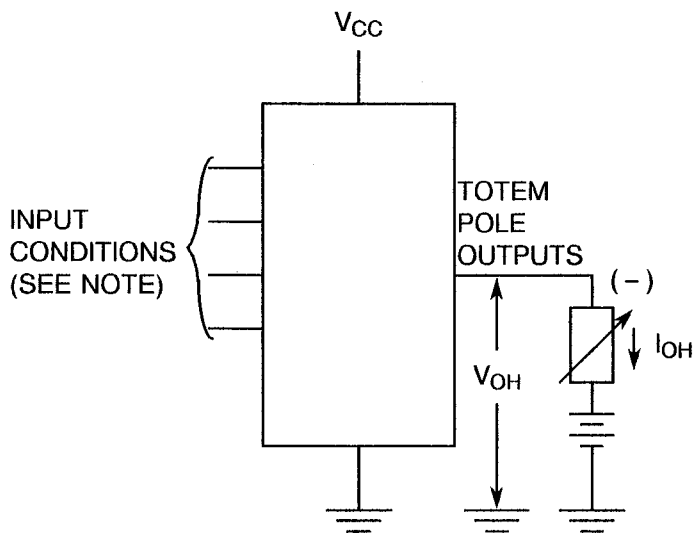 VCC
INPUT
CONDITIONS
(SEE NOTE)
TOTEM
POLE
OUTPUTS
(-)
IOH
VOH